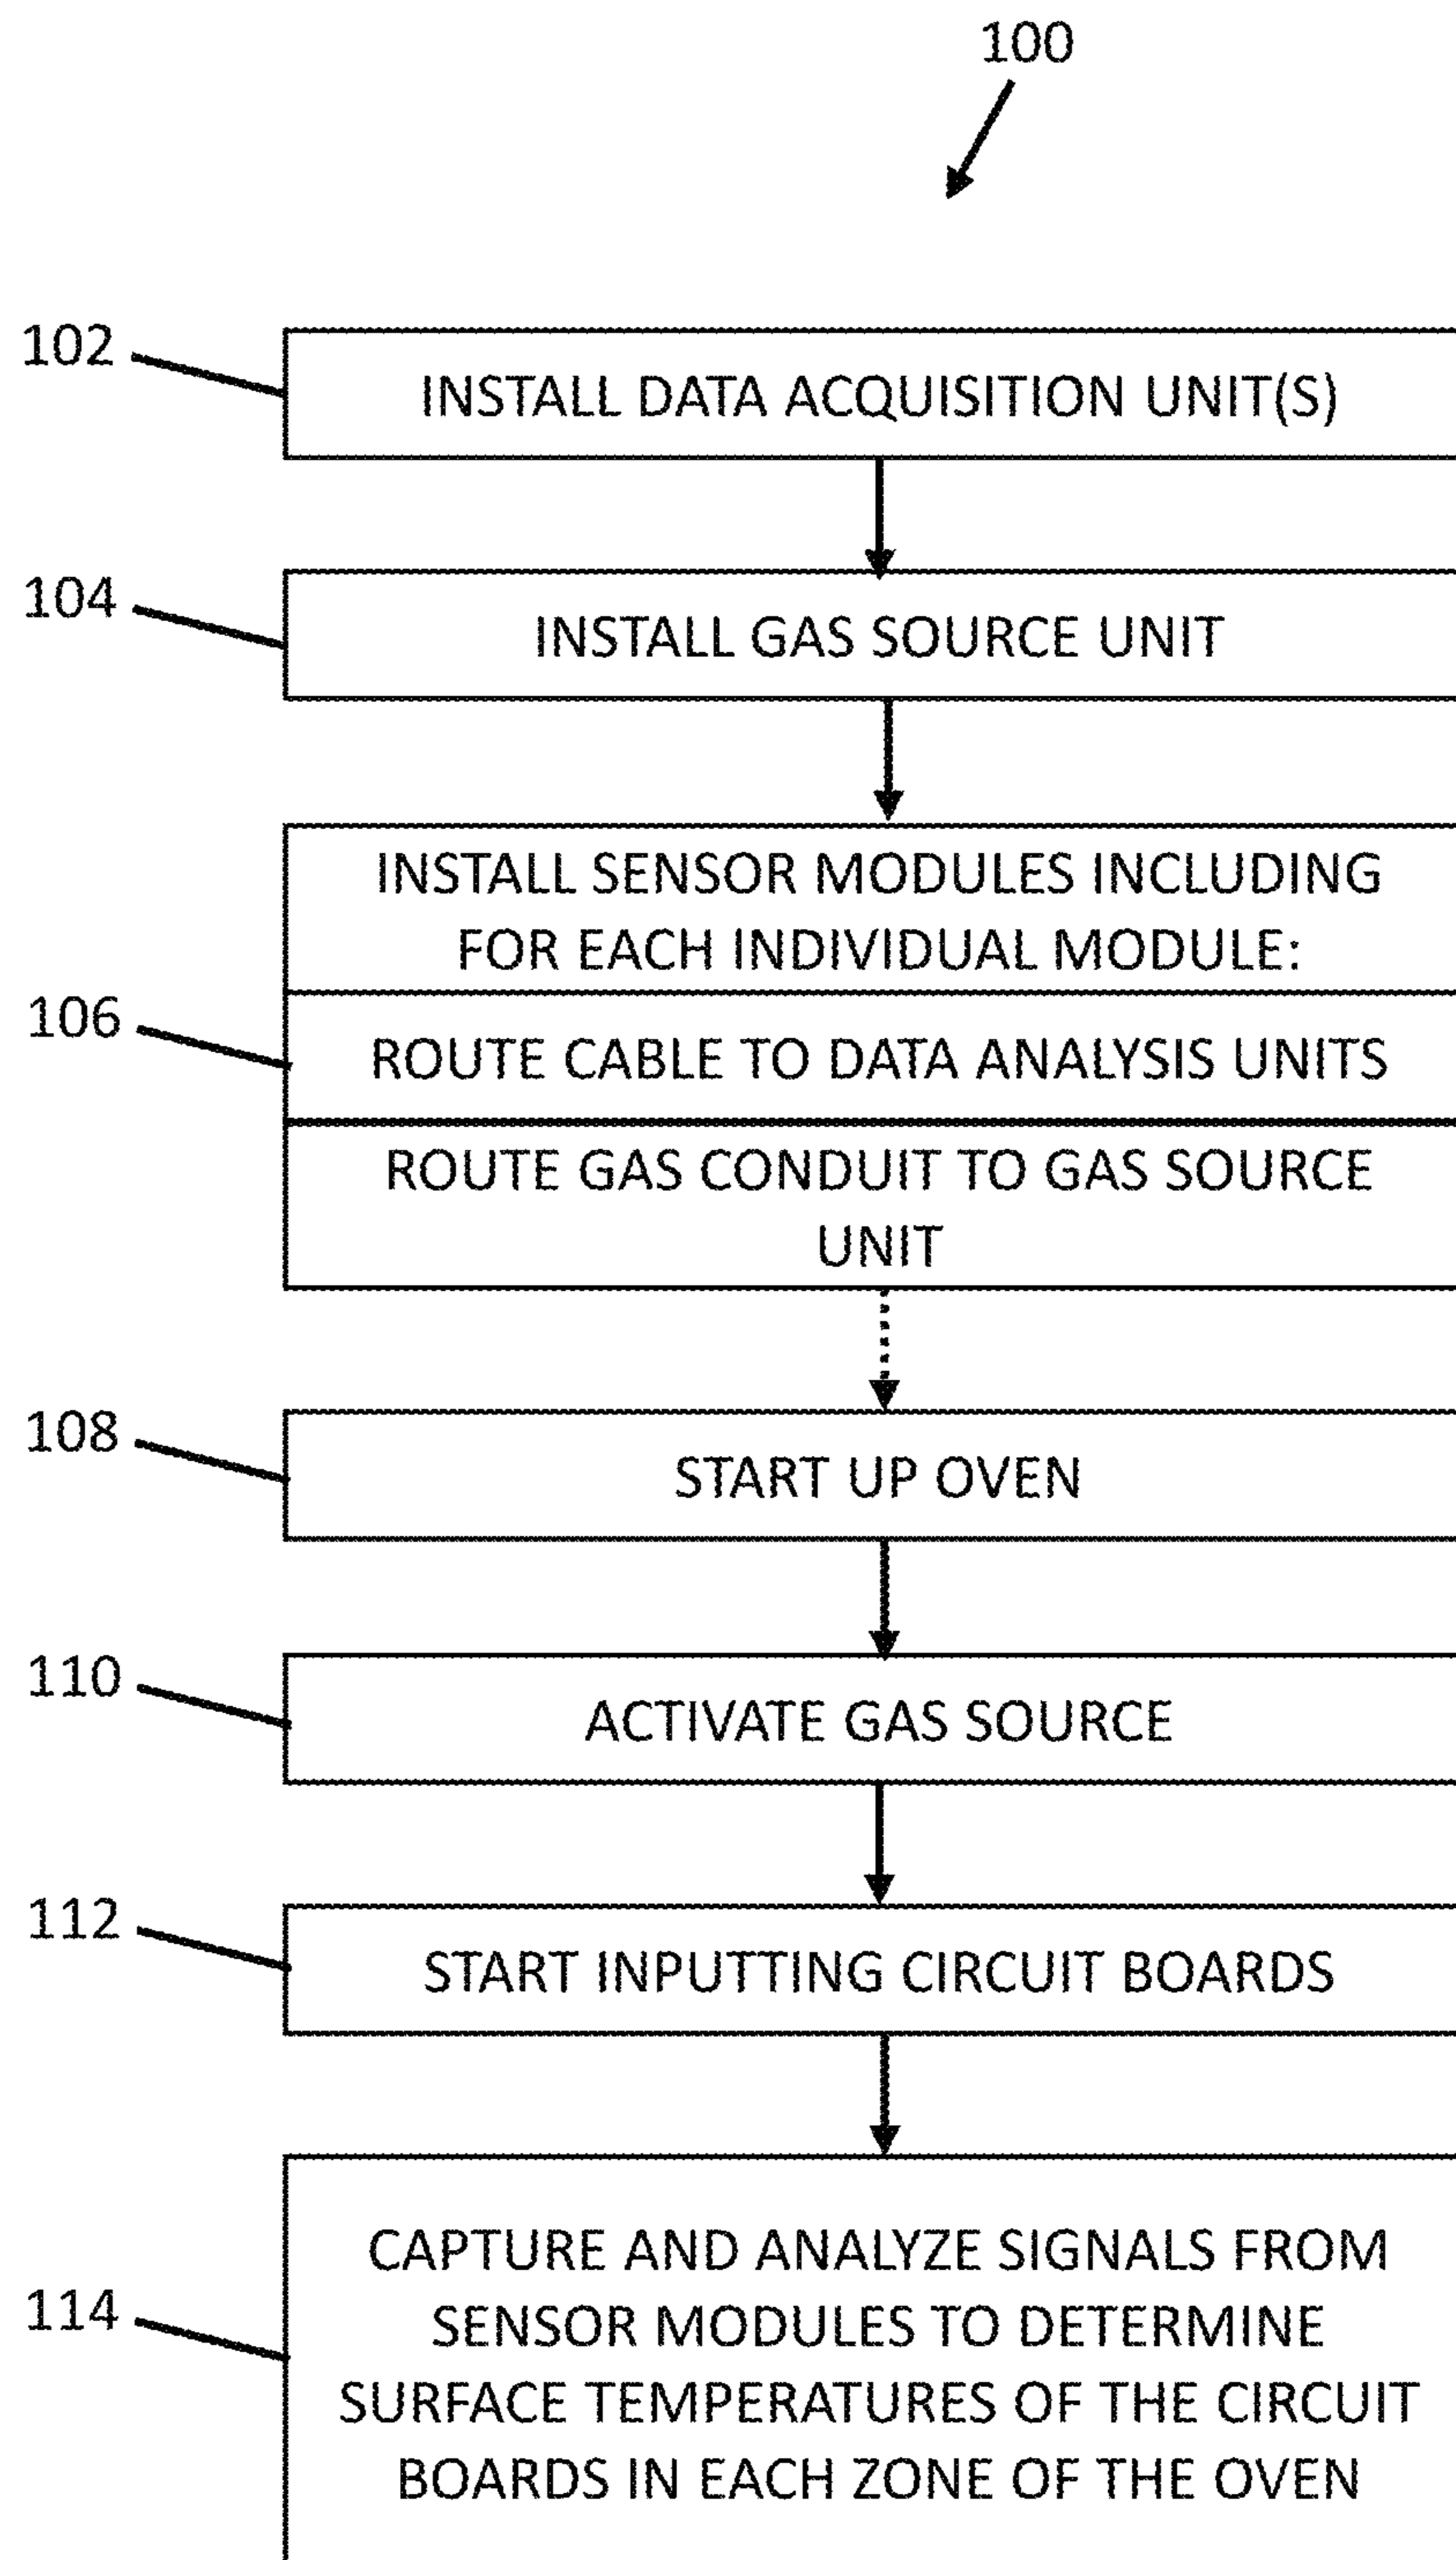 100
102
INSTALL DATA ACQUISITION UNIT(S)
104
INSTALL GAS SOURCE UNIT
INSTALL SENSOR MODULES INCLUDING
FOR EACH INDIVIDUAL MODULE:
106
ROUTE CABLE TO DATA ANALYSIS UNITS
ROUTE GAS CONDUIT TO GAS SOURCE
UNIT
108
START UP OVEN
110
ACTIVATE GAS SOURCE
112
START INPUTTING CIRCUIT BOARDS
114
CAPTURE AND ANALYZE SIGNALS FROM
SENSOR MODULES TO DETERMINE
SURFACE TEMPERATURES OF THE CIRCUIT
BOARDS IN EACH ZONE OF THE OVEN